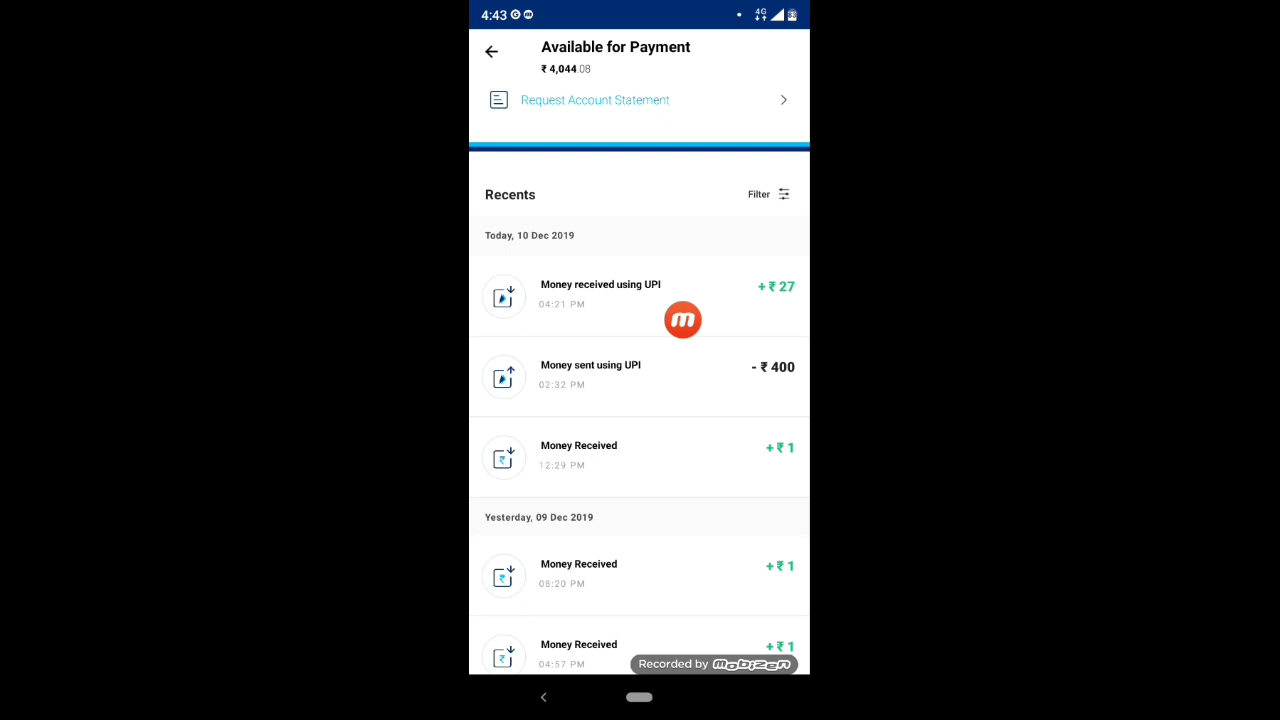 4:43
4G
Available for Payment
₹ 4,044.08
Request Account Statement
Recents
Filter
Today, 10 Dec 2019
Money received using UPI
+ ₹ 27
04:21 PM
m
Money sent using UPI
- ₹ 400
02:32 PM
Money Received
+ ₹ 1
12:29 PM
Yesterday, 09 Dec 2019
Money Received
+ ₹ 1
08:20 PM
Money Received
+ ₹ 1
04:57 PM
Recorded by mobizen